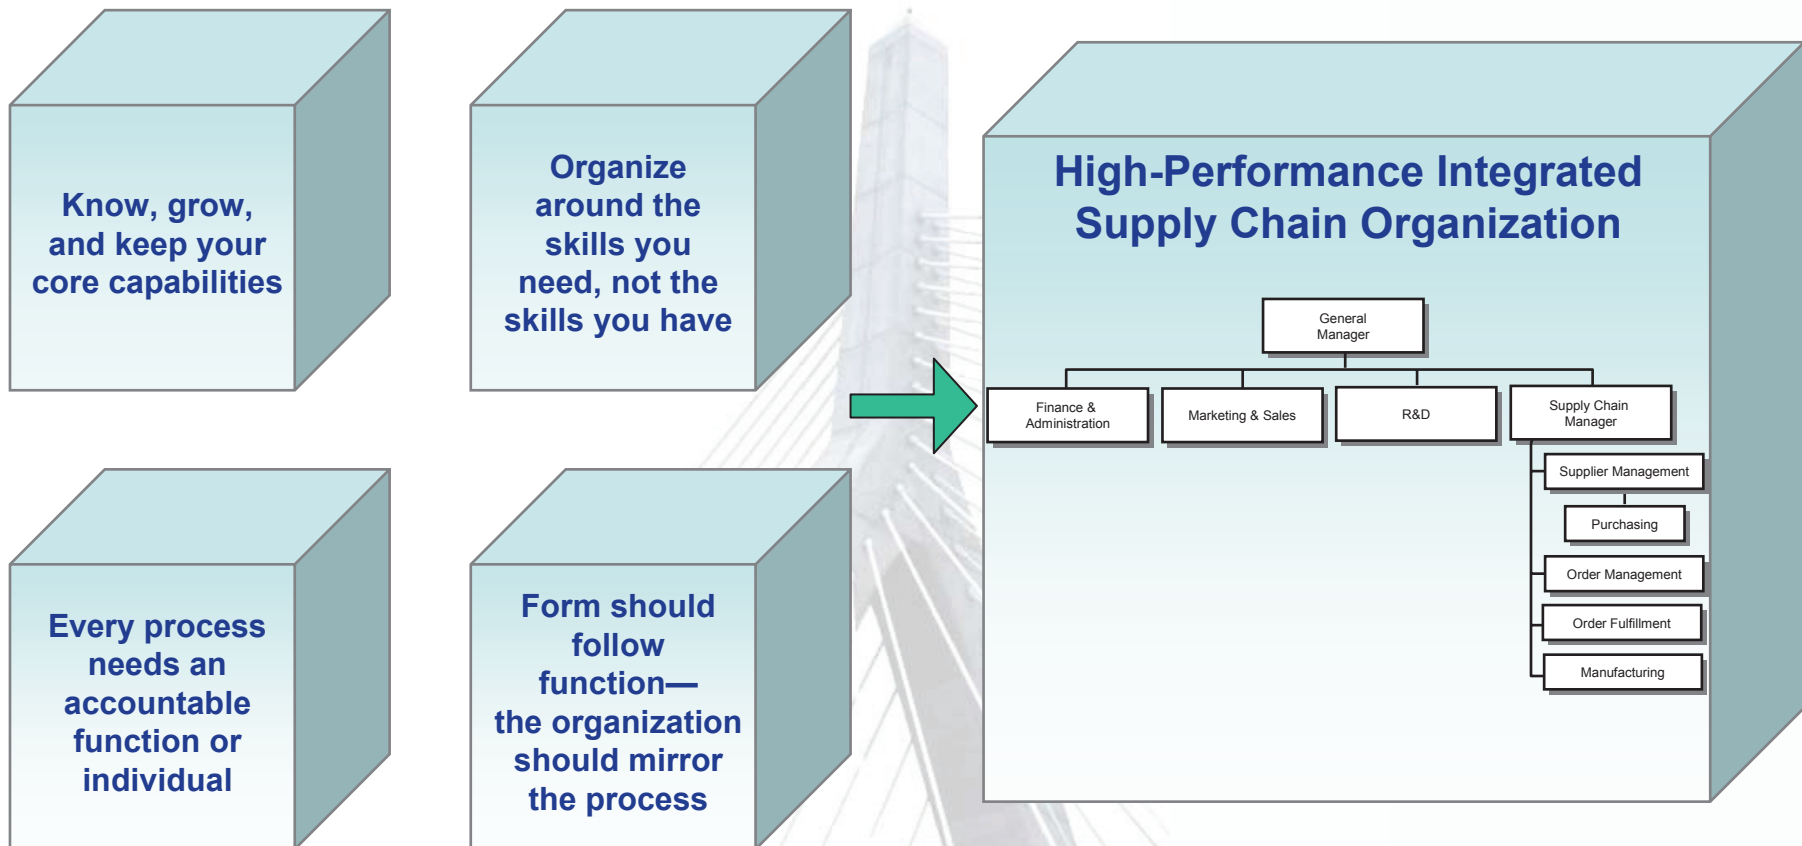 Know, grow,
and keep your
core capabilities
Organize
around the
skills you
need, not the
skills you have
Every process
needs an
accountable
function or
individual
Form should
follow
function—
the organization
should mirror
the process
High-Performance Integrated
Supply Chain Organization
General
Manager
Finance &
Administration
Marketing & Sales
R&D
Supply Chain
Manager
Supplier Management
Purchasing
Order Management
Order Fulfillment
Manufacturing